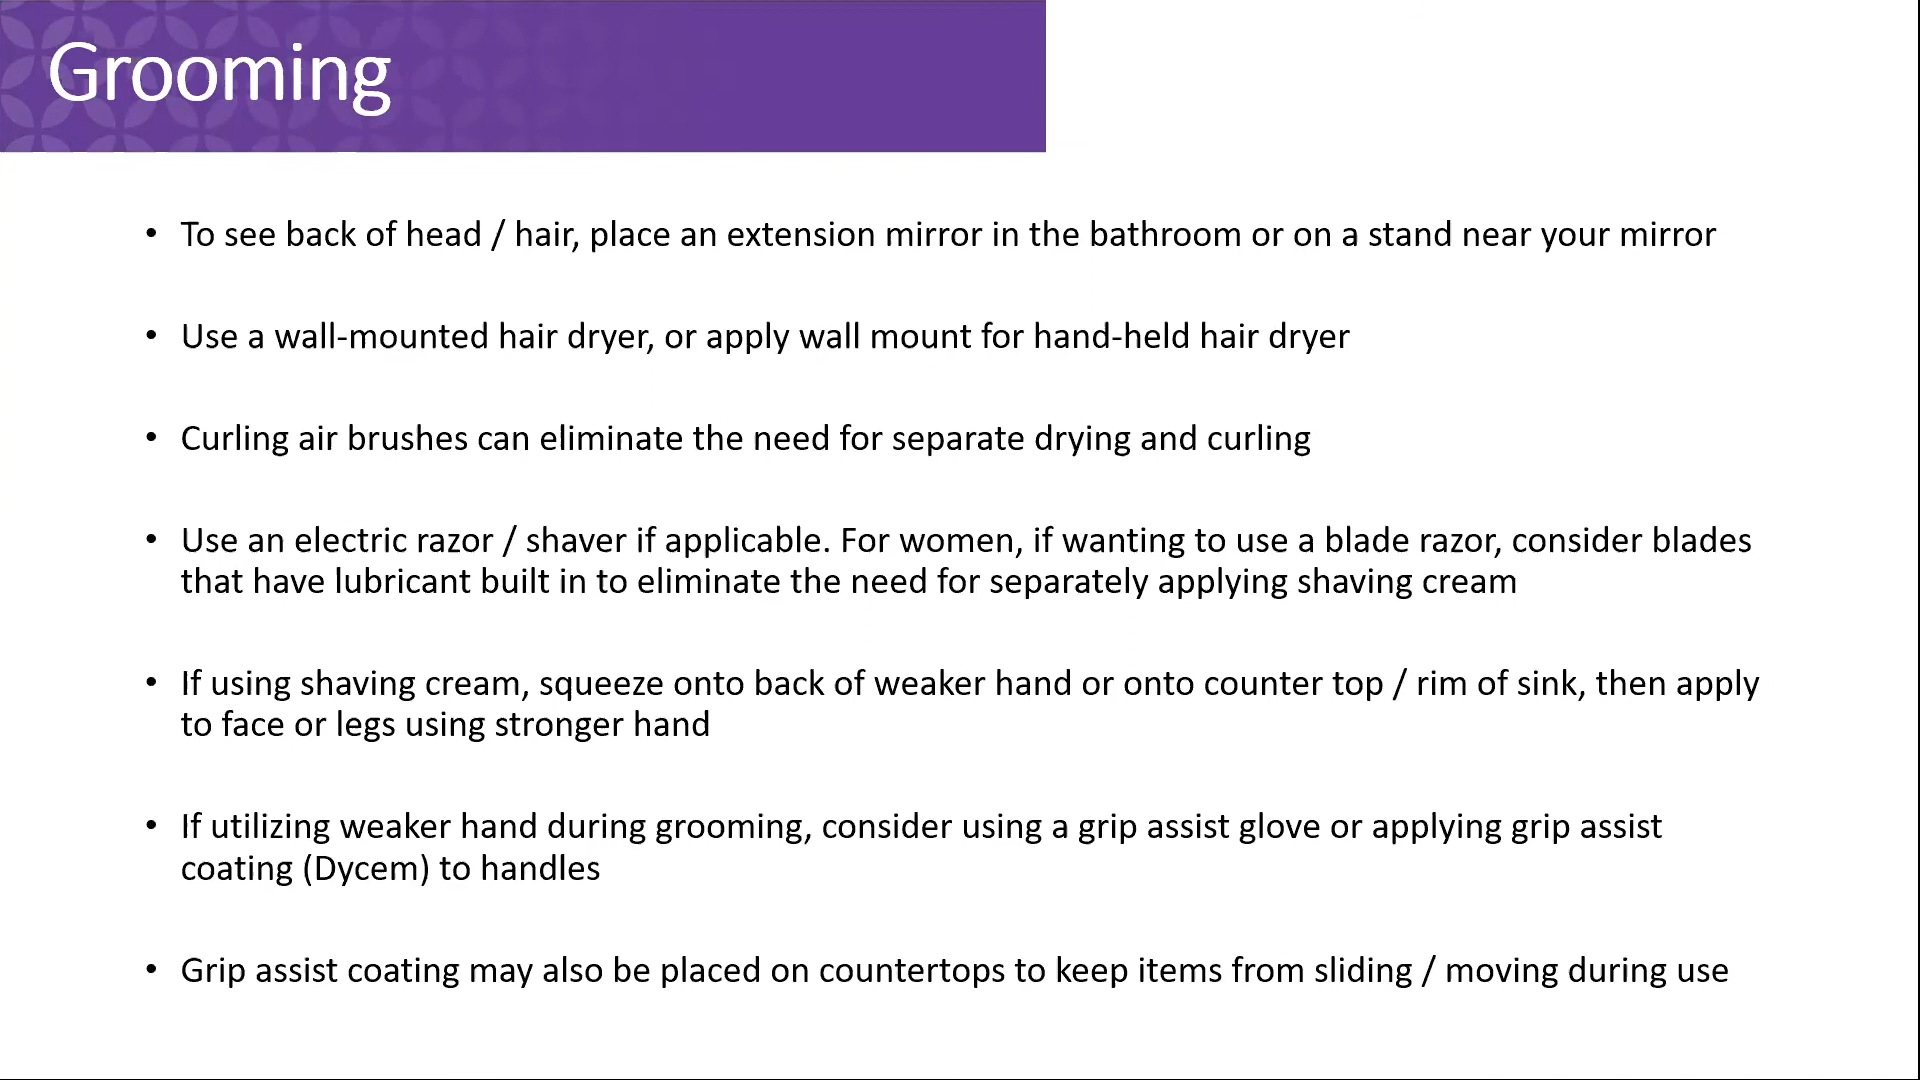 Grooming
• To see back of head / hair, place an extension mirror in the bathroom or on a stand near your mirror
• Use a wall-mounted hair dryer, or apply wall mount for hand-held hair dryer
• Curling air brushes can eliminate the need for separate drying and curling
• Use an electric razor / shaver if applicable. For women, if wanting to use a blade razor, consider blades
that have lubricant built in to eliminate the need for separately applying shaving cream
• If using shaving cream, squeeze onto back of weaker hand or onto counter top / rim of sink, then apply
to face or legs using stronger hand
• If utilizing weaker hand during grooming, consider using a grip assist glove or applying grip assist
coating (Dycem) to handles
• Grip assist coating may also be placed on countertops to keep items from sliding / moving during use